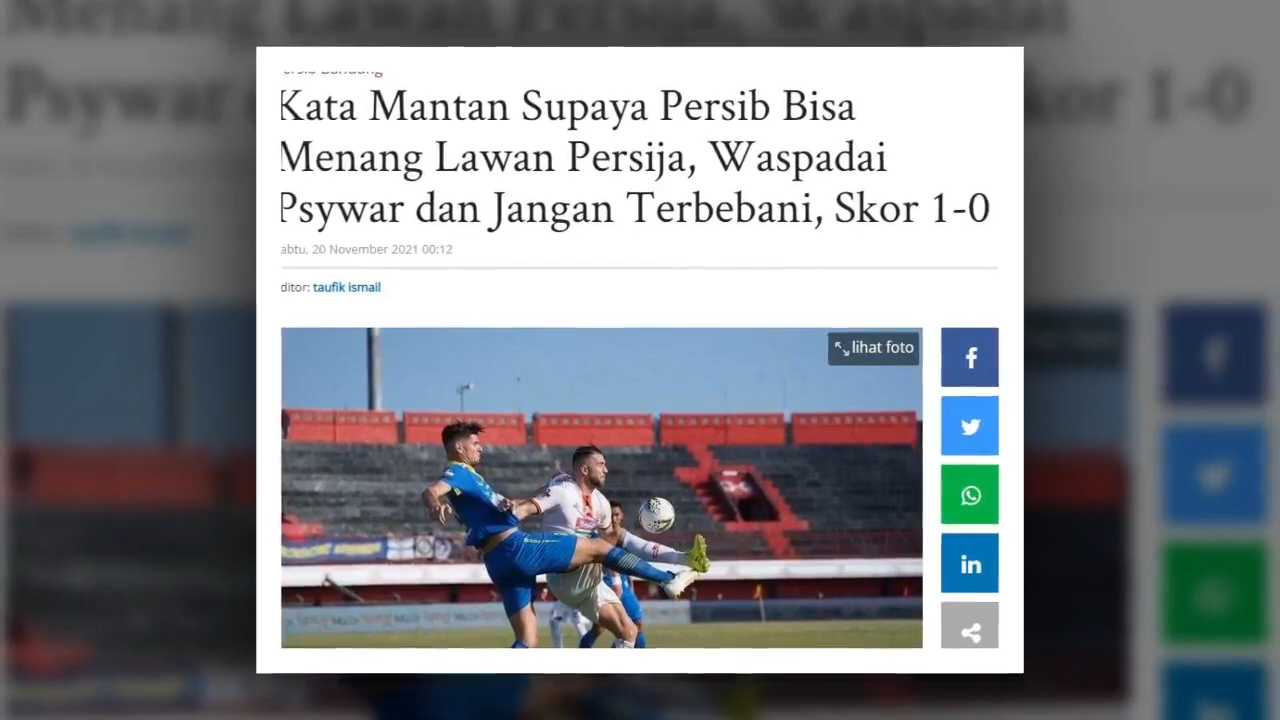 Kata Mantan Supaya Persib Bisa
Menang Lawan Persija, Waspadai
Psywar dan Jangan Terbebani, Skor 1-0
abtu, 20 November 2021 00:12
ditor: taufik ismail
lihat foto